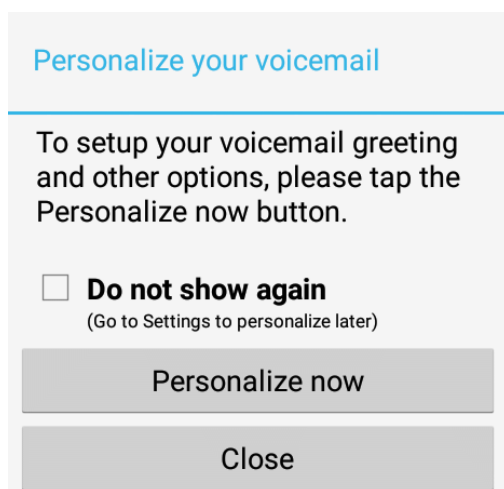 Personalize your voicemail
To setup your voicemail greeting
and other options, please tap the
Personalize now button.
Do not show again
(Go to Settings to personalize later)
Personalize now
Close